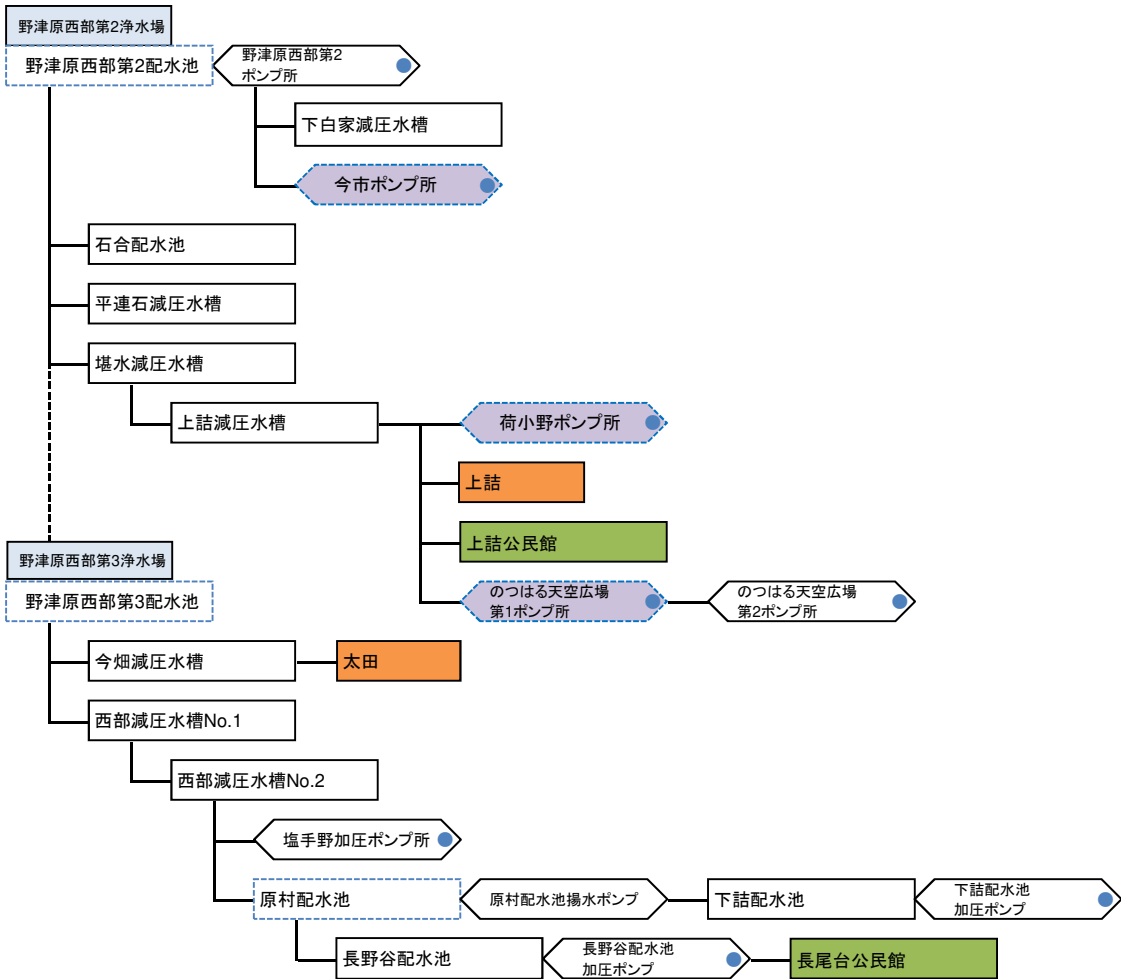 野津原西部第2浄水場
野津原西部第2配水池
野津原西部第2
ポンプ所
下白家減圧水槽
今市ポンプ所
石合配水池
平連石減圧水槽
堪水減圧水槽
上詰減圧水槽
荷小野ポンプ所
上詰
上詰公民館
野津原西部第3浄水場
野津原西部第3配水池
のつはる天空広場
第1ポンプ所
のつはる天空広場
第2ポンプ所
今畑減圧水槽
太田
西部減圧水槽No.1
西部減圧水槽No.2
塩手野加圧ポンプ所
原村配水池
原村配水池揚水ポンプ
下詰配水池
下詰配水池
加圧ポンプ
長野谷配水池
長野谷配水池
加圧ポンプ
長尾台公民館